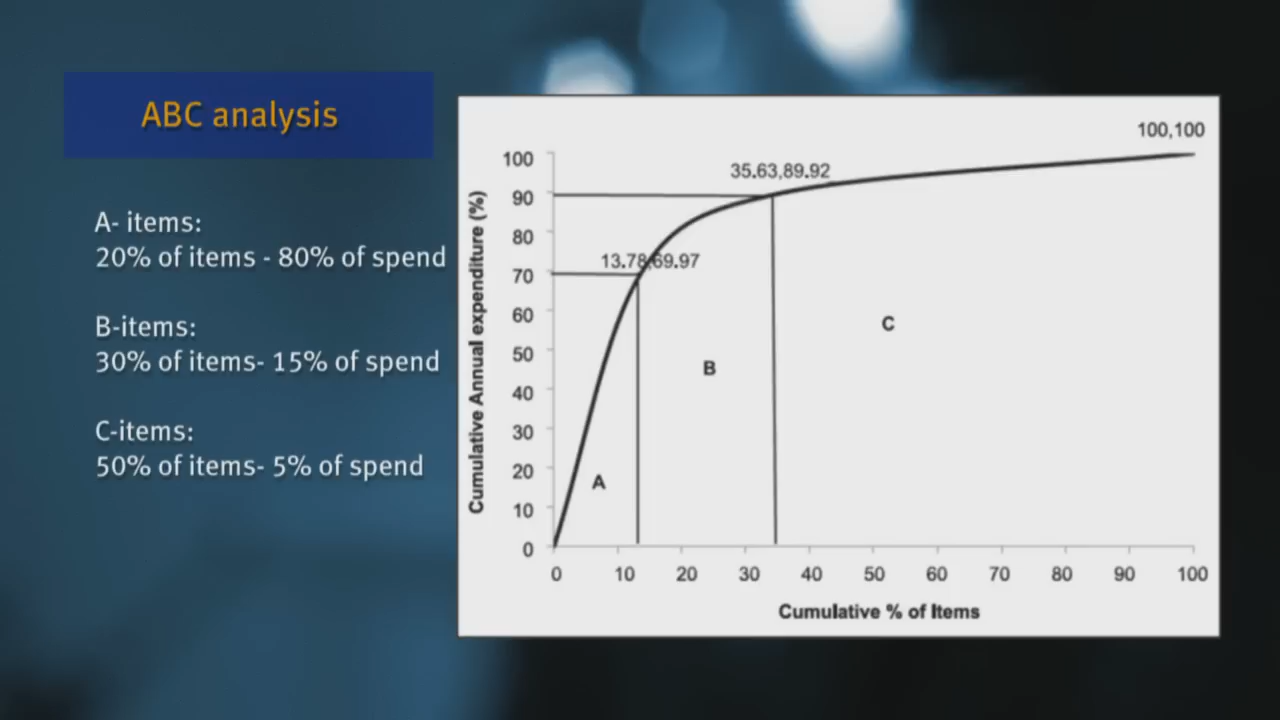 ABC analysis
A- items:
20% of items - 80% of spend
B-items:
30% of items- 15% of spend
C-items:
50% of items- 5% of spend
100,100
35.63,89.92
13.78,69.97
Cumulative Annual expenditure (%)
100
90
80
70
60
50
40
30
20
10
0
A
B
C
0 10 20 30 40 50 60 70 80 90 100
Cumulative % of Items